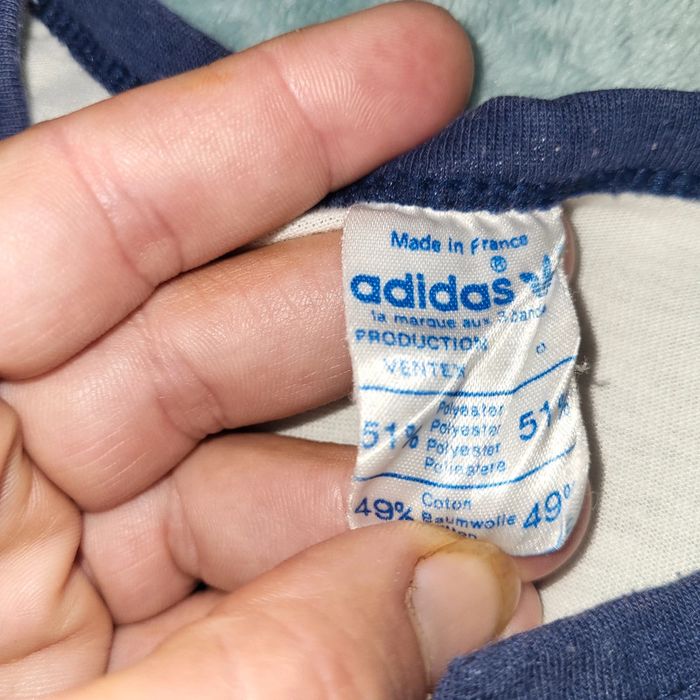 Made in France
adidas ®
la marque aux 3 bandes
PRODUCTION
VENTEX
Polyester
51% Polyester 51%
Polyester
Poliestere
Coton
49% Baumwolle 49%